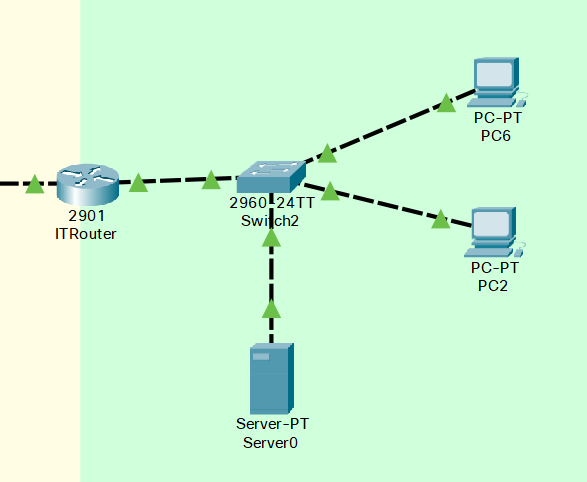 PC-PT
PC6
2901
ITRouter
2960-24TT
Switch2
PC-PT
PC2
Server-PT
Server0